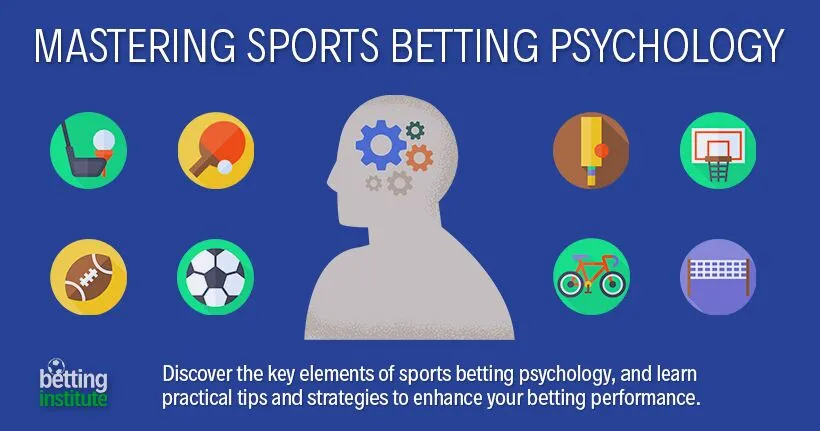 MASTERING SPORTS BETTING PSYCHOLOGY
betting
institute
Discover the key elements of sports betting psychology, and learn
practical tips and strategies to enhance your betting performance.